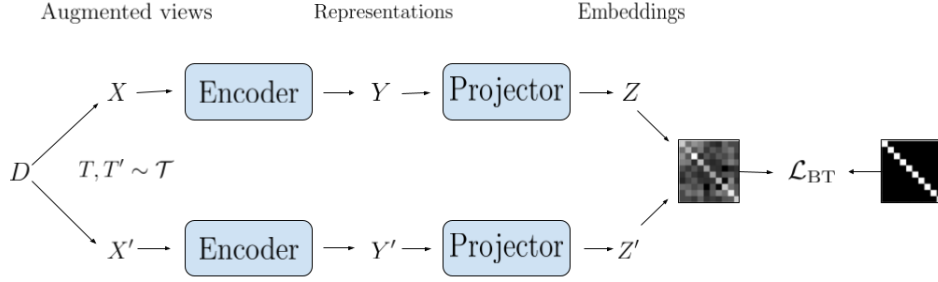 Augmented views Representations Embeddings
X Encoder Y Projector Z
D T, T′ ∼ 𝒯 ℒ_BT
X′ Encoder Y′ Projector Z′